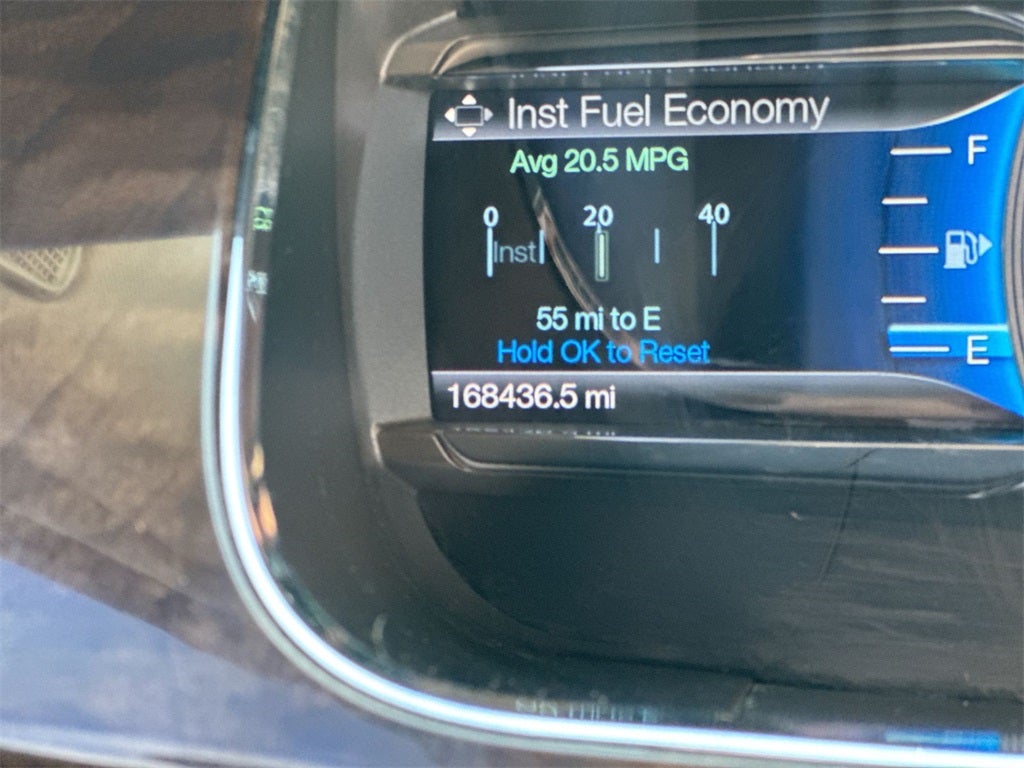 Inst Fuel Economy
Avg 20.5 MPG
F
0 20 40
Inst
55 mi to E
Hold OK to Reset
E
168436.5 mi